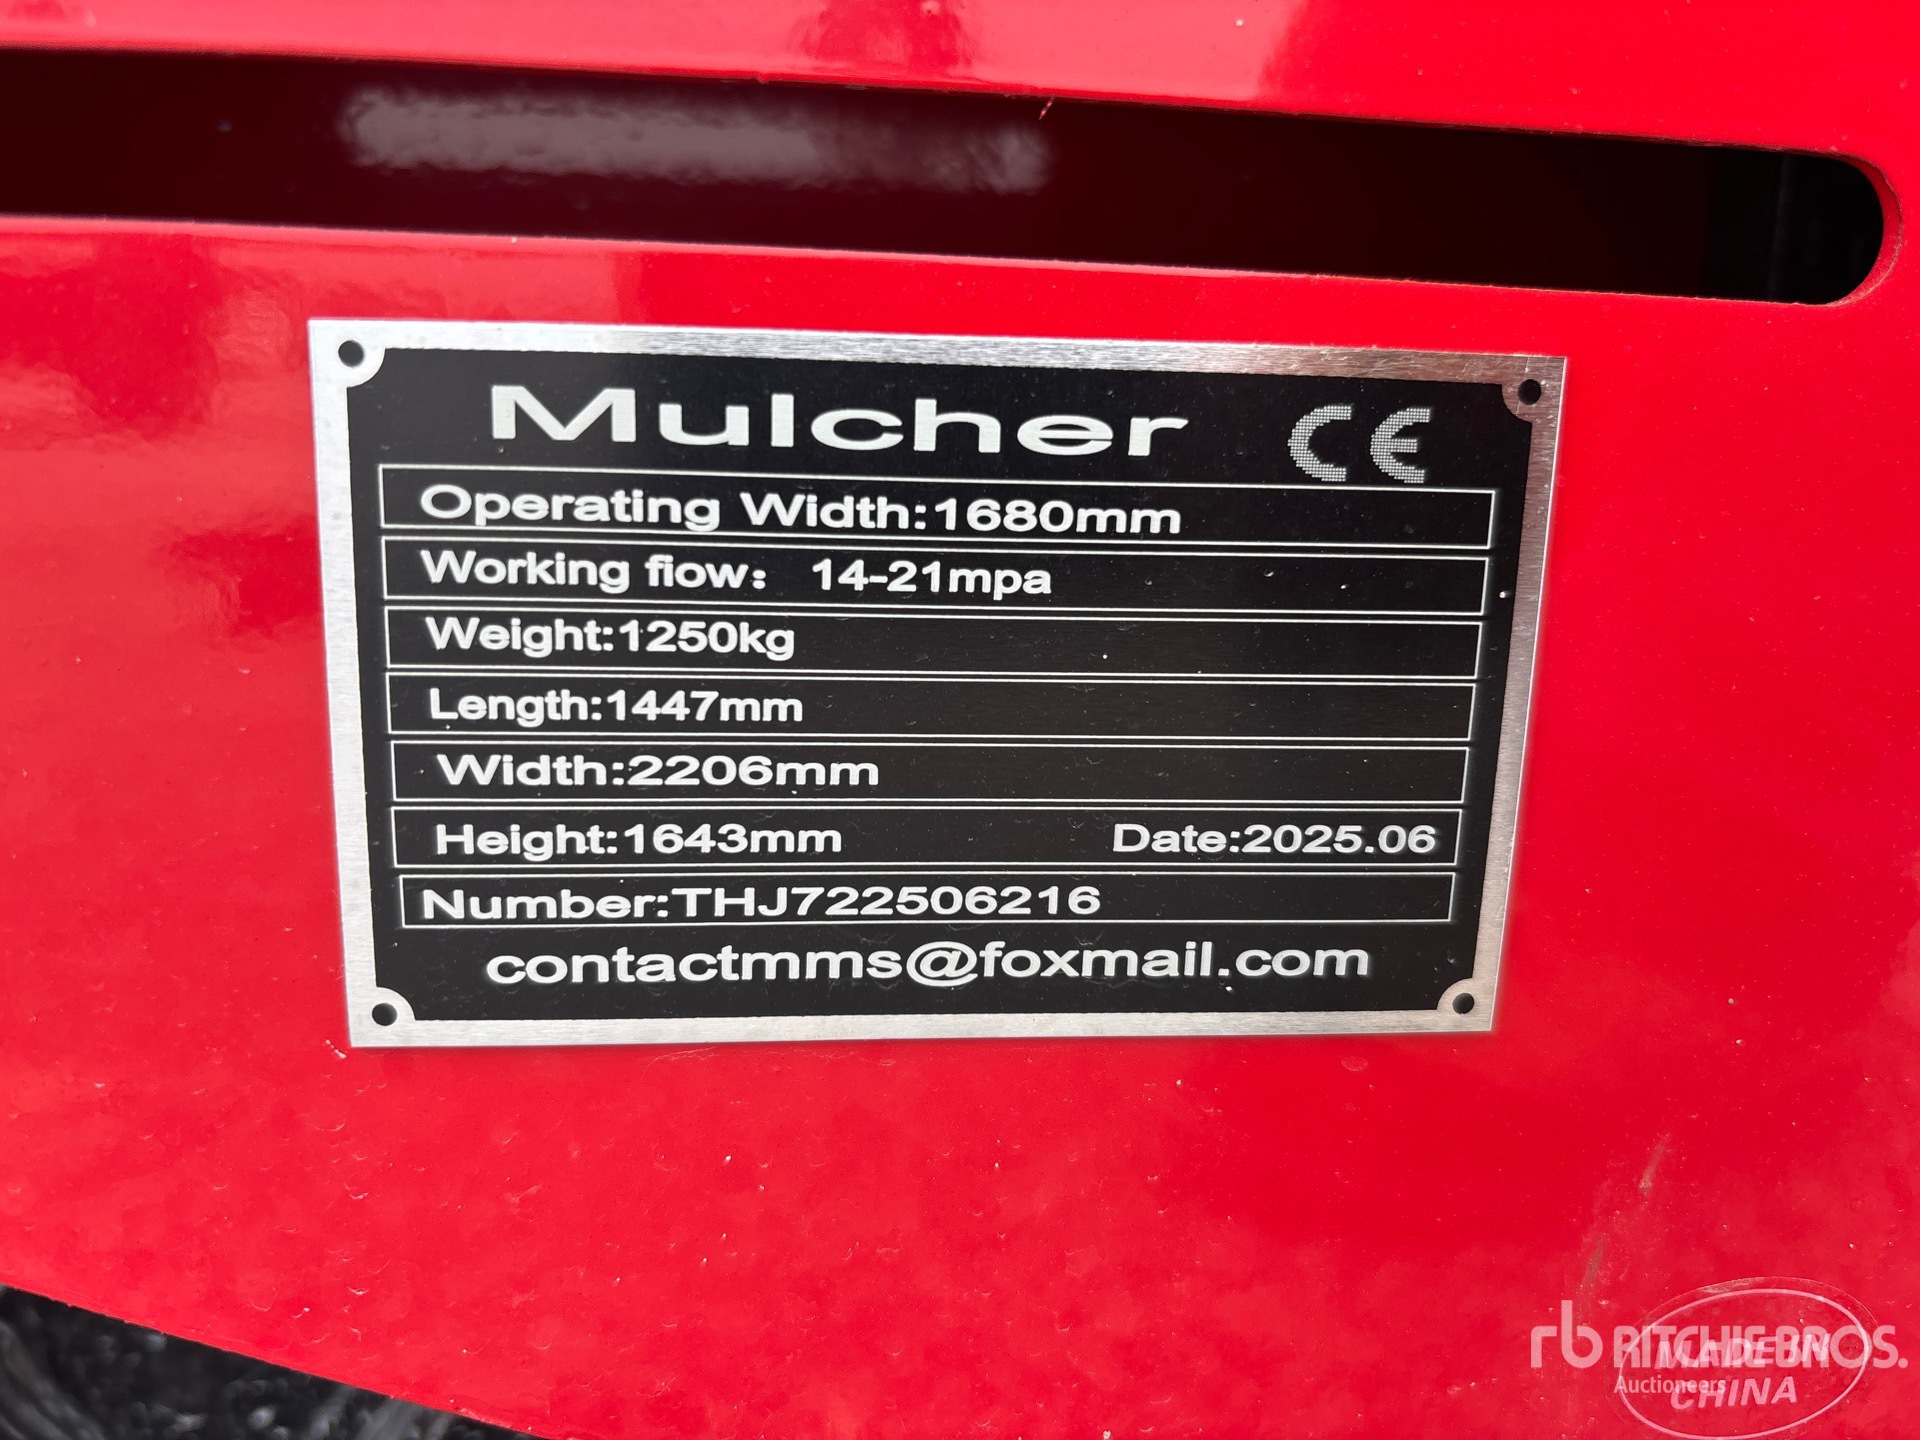 Mulcher CE
Operating Width:1680mm
Working fiow: 14-21mpa
Weight:1250kg
Length:1447mm
Width:2206mm
Height:1643mm Date:2025.06
Number:THJ722506216
contactmms@foxmail.com
rb RITCHIE BROS.
Auctioneers
MADE IN
CHINA